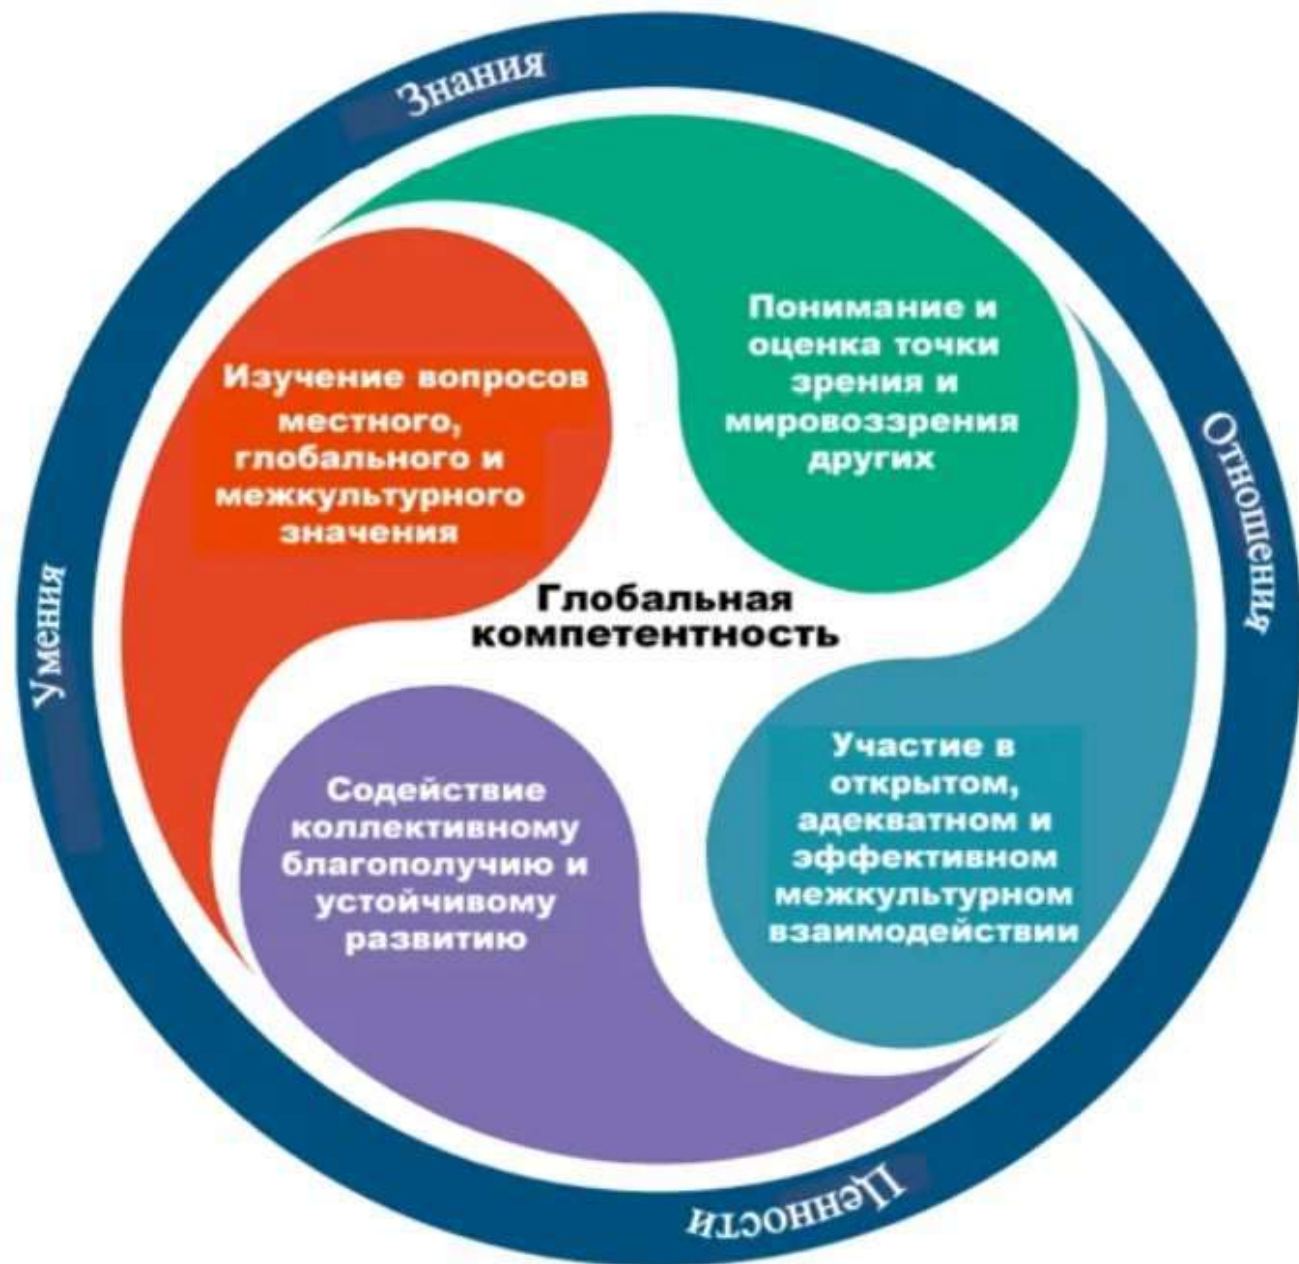 Знания
Понимание и
оценка точки
зрения и
мировоззрения
других
Изучение вопросов
местного,
глобального и
межкультурного
значения
Отношения
Умения
Глобальная
компетентность
Участие в
открытом,
адекватном и
эффективном
межкультурном
взаимодействии
Содействие
коллективному
благополучию и
устойчивому
развитию
Ценности